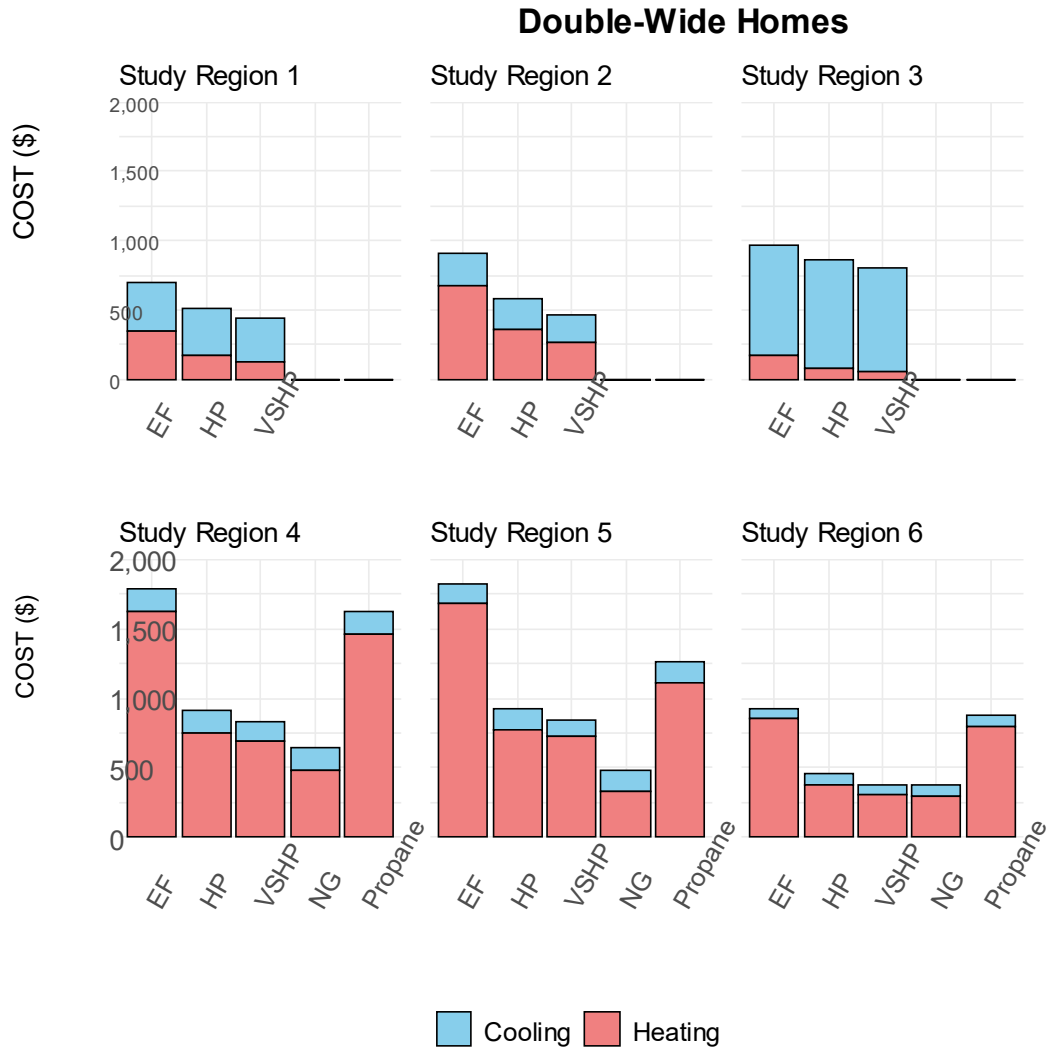 Double-Wide Homes
Study Region 1
Study Region 2
Study Region 3
COST ($)
2,000
1,500
1,000
500
0
EF
HP
VSHP
EF
HP
VSHP
EF
HP
VSHP
Study Region 4
Study Region 5
Study Region 6
COST ($)
2,000
1,500
1,000
500
0
EF
HP
VSHP
NG
Propane
EF
HP
VSHP
NG
Propane
EF
HP
VSHP
NG
Propane
Cooling
Heating